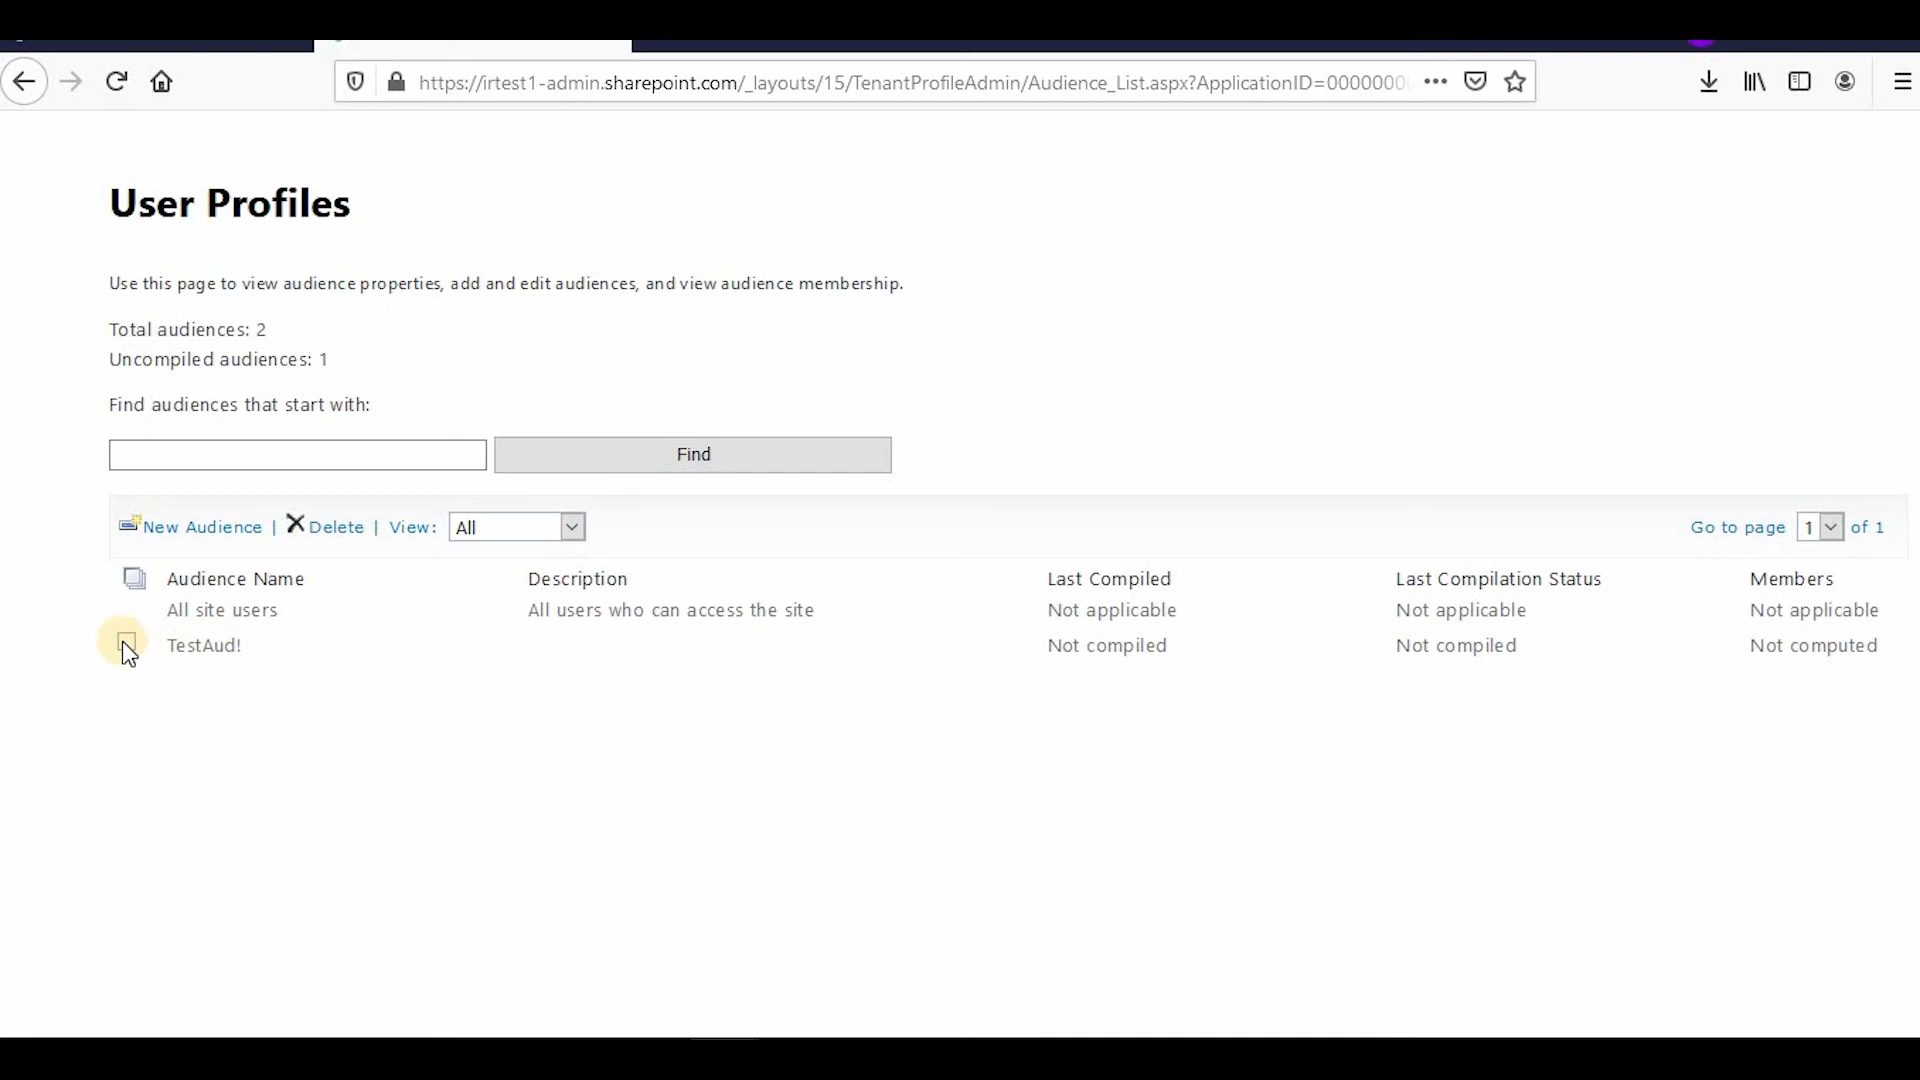 https://irtest1-admin.sharepoint.com/_layouts/15/TenantProfileAdmin/Audience_List.aspx?ApplicationID=0000000
User Profiles
Use this page to view audience properties, add and edit audiences, and view audience membership.
Total audiences: 2
Uncompiled audiences: 1
Find audiences that start with:
Find
New Audience | Delete | View: All Go to page 1 of 1
Audience Name Description Last Compiled Last Compilation Status Members
All site users All users who can access the site Not applicable Not applicable Not applicable
TestAud! Not compiled Not compiled Not computed